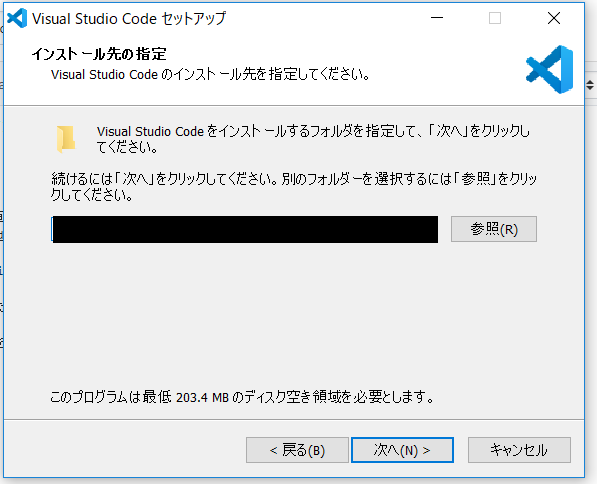 Visual Studio Code セットアップ
インストール先の指定
Visual Studio Code のインストール先を指定してください。
Visual Studio Code をインストールするフォルダを指定して、「次へ」をクリックし
てください。
続けるには「次へ」をクリックしてください。別のフォルダーを選択するには「参照」をクリッ
クしてください。
参照(R)
このプログラムは最低 203.4 MB のディスク空き領域を必要とします。
< 戻る(B)
次へ(N) >
キャンセル